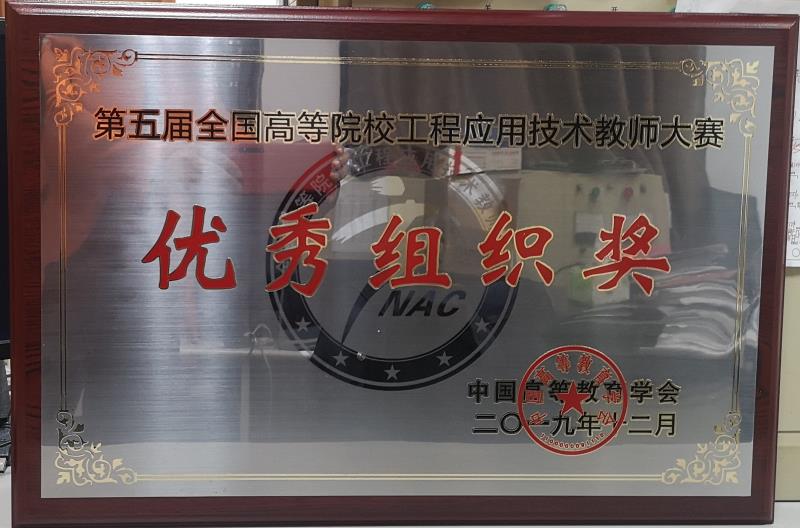 第五届全国高等院校工程应用技术教师大赛
优秀组织奖
NAC
中国高等教育学会
二〇一九年十二月